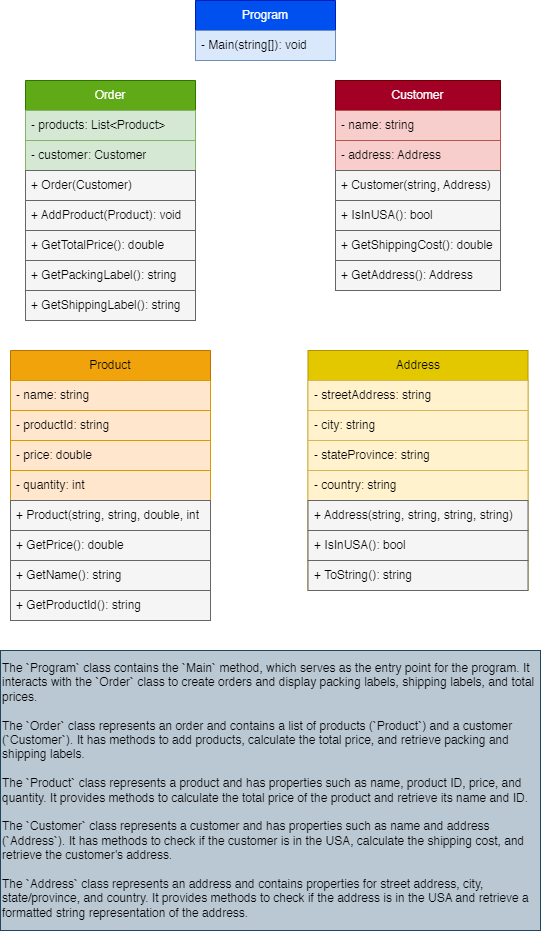 Program
- Main(string[]): void
Order
- products: List<Product>
- customer: Customer
+ Order(Customer)
+ AddProduct(Product): void
+ GetTotalPrice(): double
+ GetPackingLabel(): string
+ GetShippingLabel(): string
Customer
- name: string
- address: Address
+ Customer(string, Address)
+ IsInUSA(): bool
+ GetShippingCost(): double
+ GetAddress(): Address
Product
- name: string
- productId: string
- price: double
- quantity: int
+ Product(string, string, double, int
+ GetPrice(): double
+ GetName(): string
+ GetProductId(): string
Address
- streetAddress: string
- city: string
- stateProvince: string
- country: string
+ Address(string, string, string, string)
+ IsInUSA(): bool
+ ToString(): string
The `Program` class contains the `Main` method, which serves as the entry point for the program. It
interacts with the `Order` class to create orders and display packing labels, shipping labels, and total
prices.
The `Order` class represents an order and contains a list of products (`Product`) and a customer
(`Customer`). It has methods to add products, calculate the total price, and retrieve packing and
shipping labels.
The `Product` class represents a product and has properties such as name, product ID, price, and
quantity. It provides methods to calculate the total price of the product and retrieve its name and ID.
The `Customer` class represents a customer and has properties such as name and address
(`Address`). It has methods to check if the customer is in the USA, calculate the shipping cost, and
retrieve the customer's address.
The `Address` class represents an address and contains properties for street address, city,
state/province, and country. It provides methods to check if the address is in the USA and retrieve a
formatted string representation of the address.